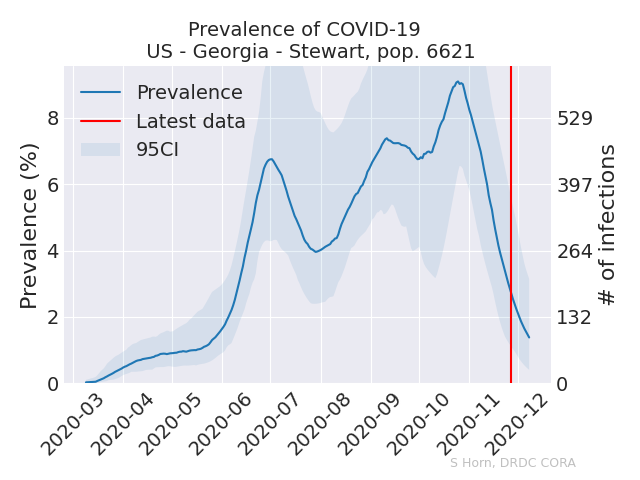 Prevalence of COVID-19
US - Georgia - Stewart, pop. 6621
Prevalence
Latest data
95CI
Prevalence (%)
8
6
4
2
0
529
397
264
132
0
# of infections
2020-03
2020-04
2020-05
2020-06
2020-07
2020-08
2020-09
2020-10
2020-11
2020-12
S Horn, DRDC CORA